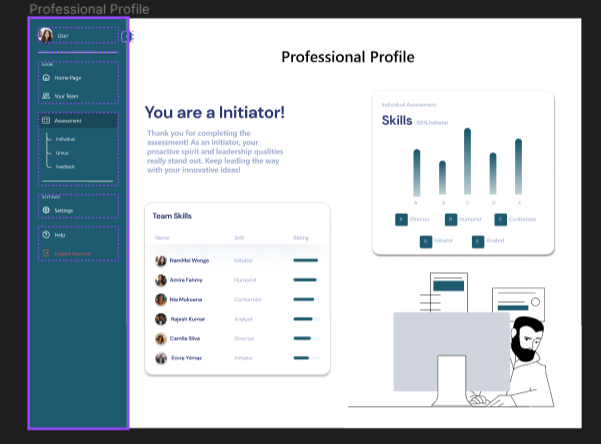 Professional Profile
User
Home Page
Your Team
Assessment
Individual
Group
Feedback
Settings
Help
Logout Account
Professional Profile
You are a Initiator!
Thank you for completing the
assessment! As an Initiator, your
proactive spirit and leadership qualities
really stand out. Keep leading the way
with your innovative ideas!
Team Skills
Name Skill Rating
NamMei Wongo Initiator
Amira Fahmy Humorist
Nia Mokoena Conformist
Rajesh Kumar Analyst
Camila Silva Director
Emre Yılmaz Initiator
Individual Assessment
Skills 80% Initiator
A B C D E
A Director B Humorist C Conformist
D Initiator E Analyst